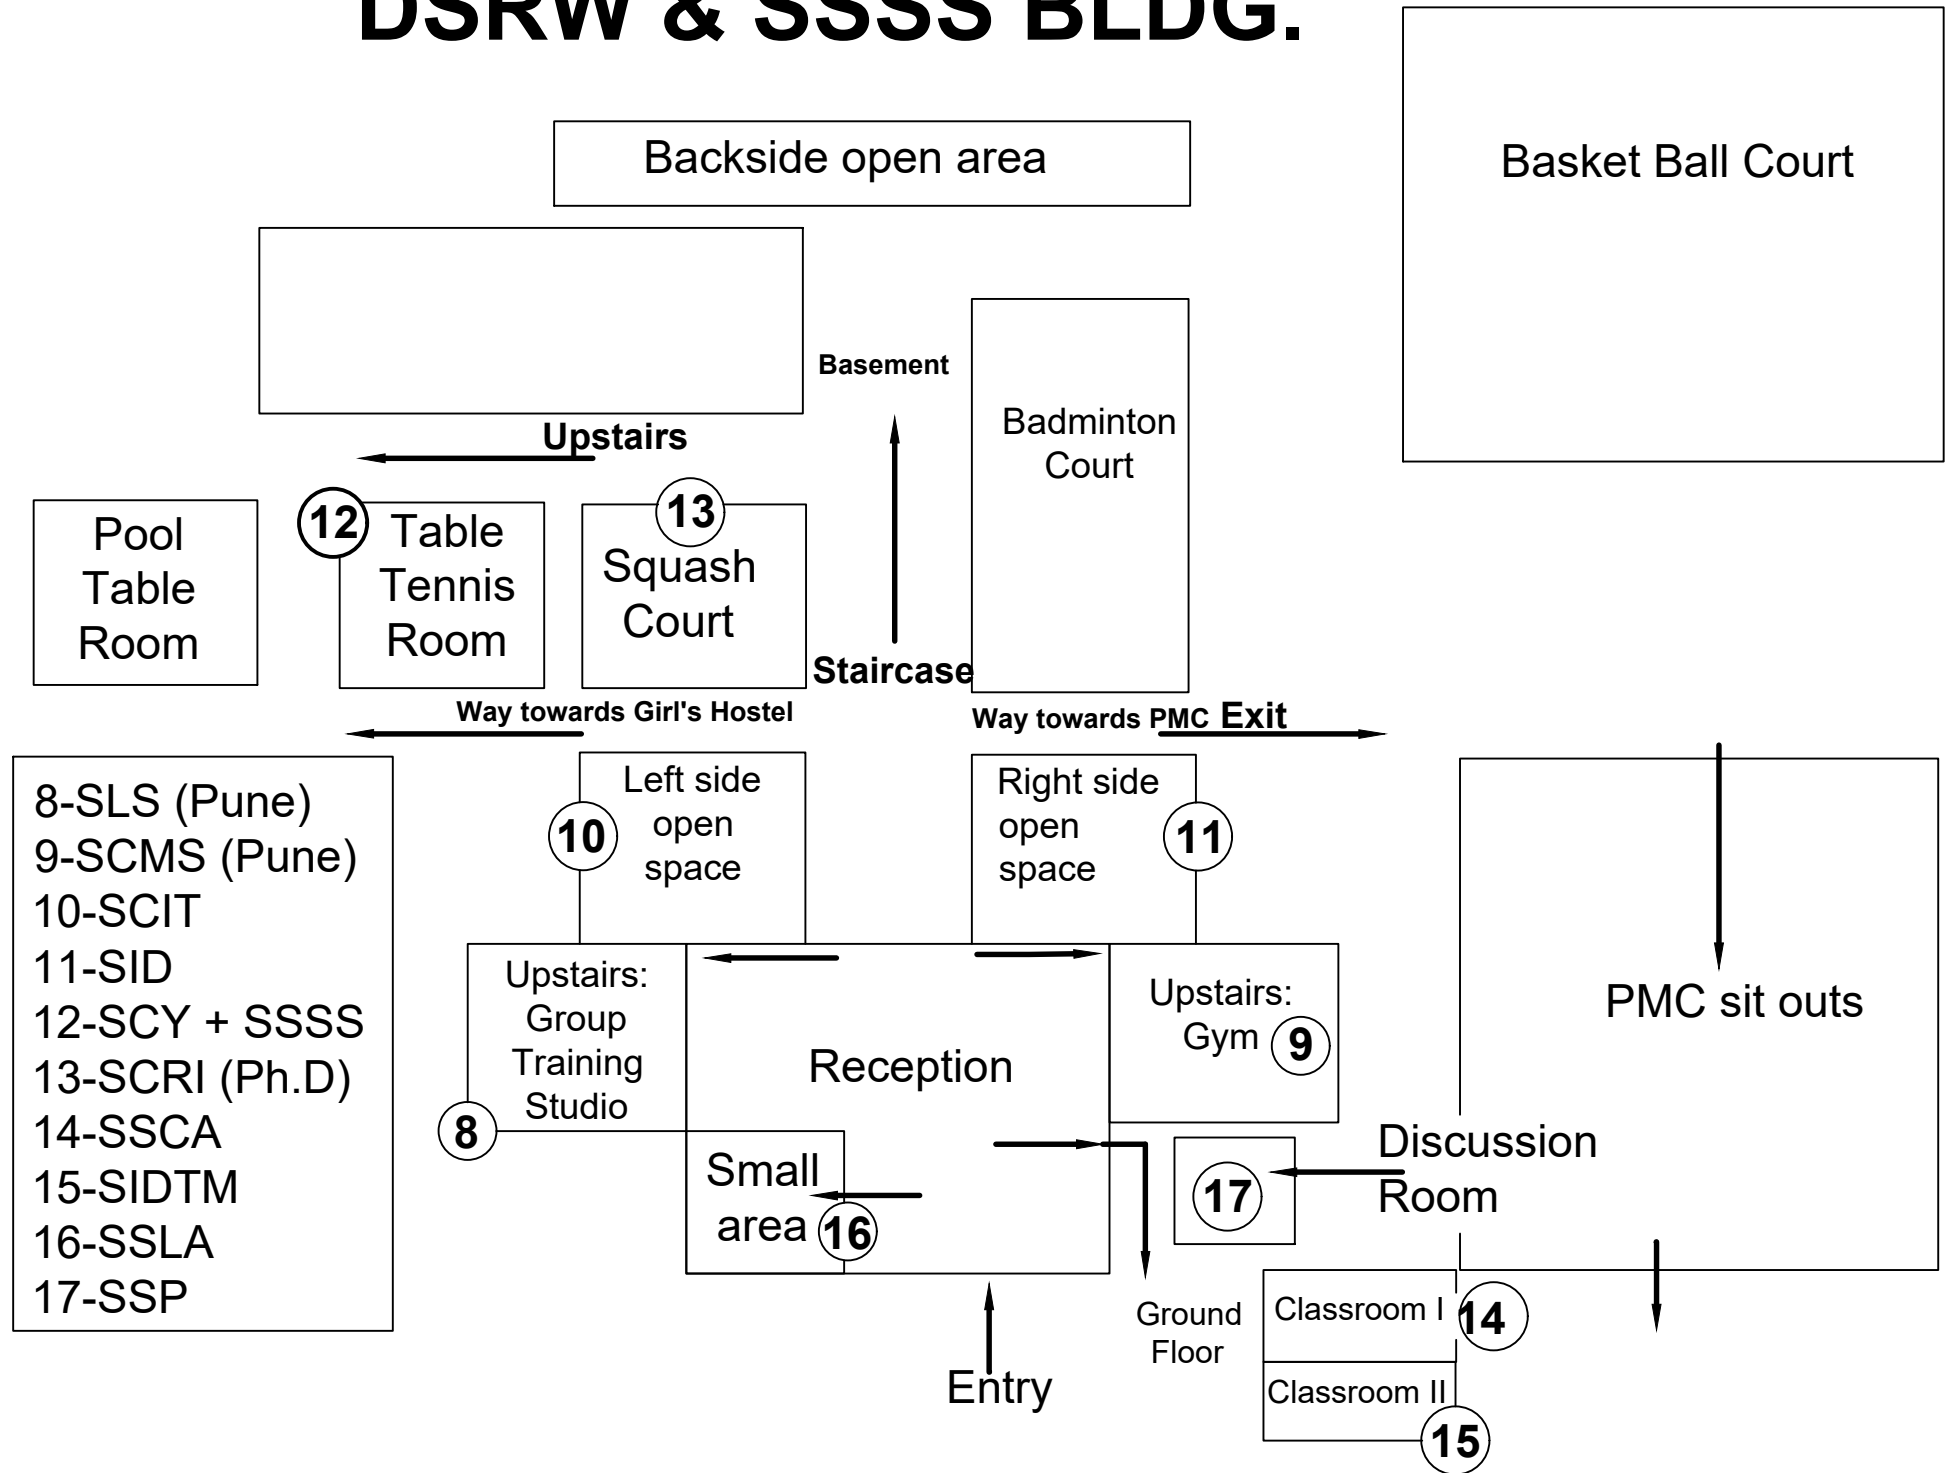 DSRW & SSSS BLDG.
Backside open area
Basket Ball Court
Basement
Badminton
Court
Upstairs
Pool
Table
Room
12
Table
Tennis
Room
13
Squash
Court
Staircase
Way towards Girl's Hostel
Way towards PMC Exit
8-SLS (Pune)
9-SCMS (Pune)
10-SCIT
11-SID
12-SCY + SSSS
13-SCRI (Ph.D)
14-SSCA
15-SIDTM
16-SSLA
17-SSP
Left side
open
space
10
Right side
open
space
11
Upstairs:
Group
Training
Studio
8
Reception
Upstairs:
Gym
9
PMC sit outs
Small
area
16
17
Discussion
Room
Entry
Ground
Floor
Classroom I
14
Classroom II
15